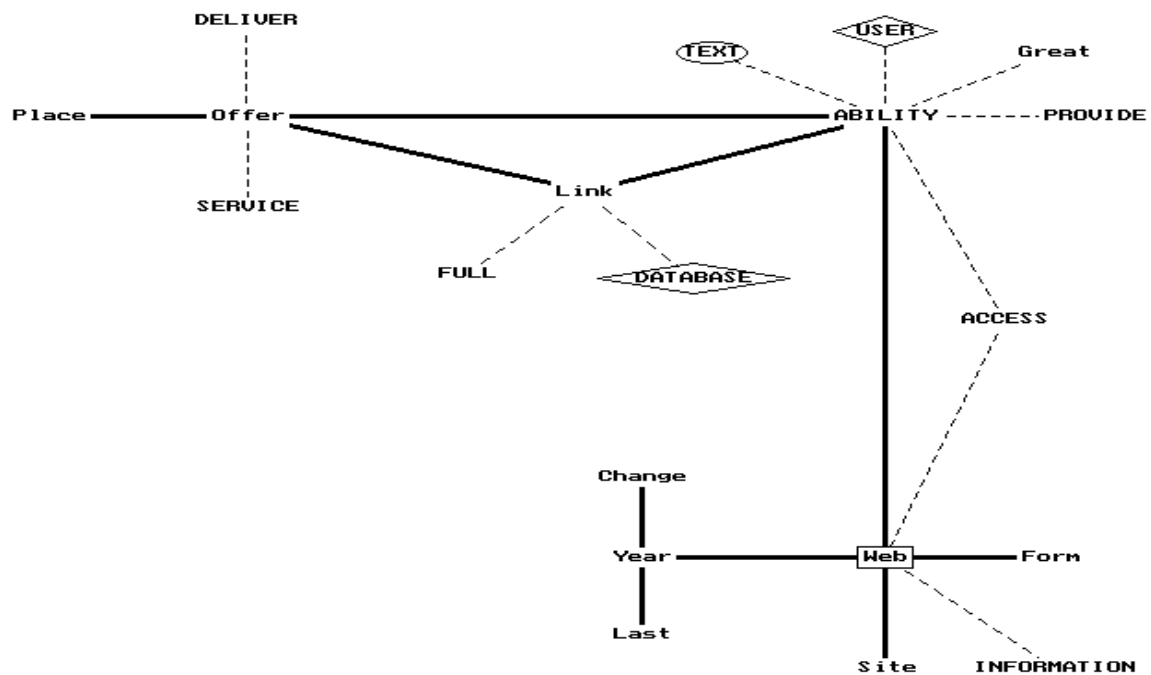 DELIVER
USER
TEXT
Great
Place
Offer
ABILITY
PROVIDE
Link
SERVICE
FULL
DATABASE
ACCESS
Change
Year
Web
Form
Last
Site
INFORMATION